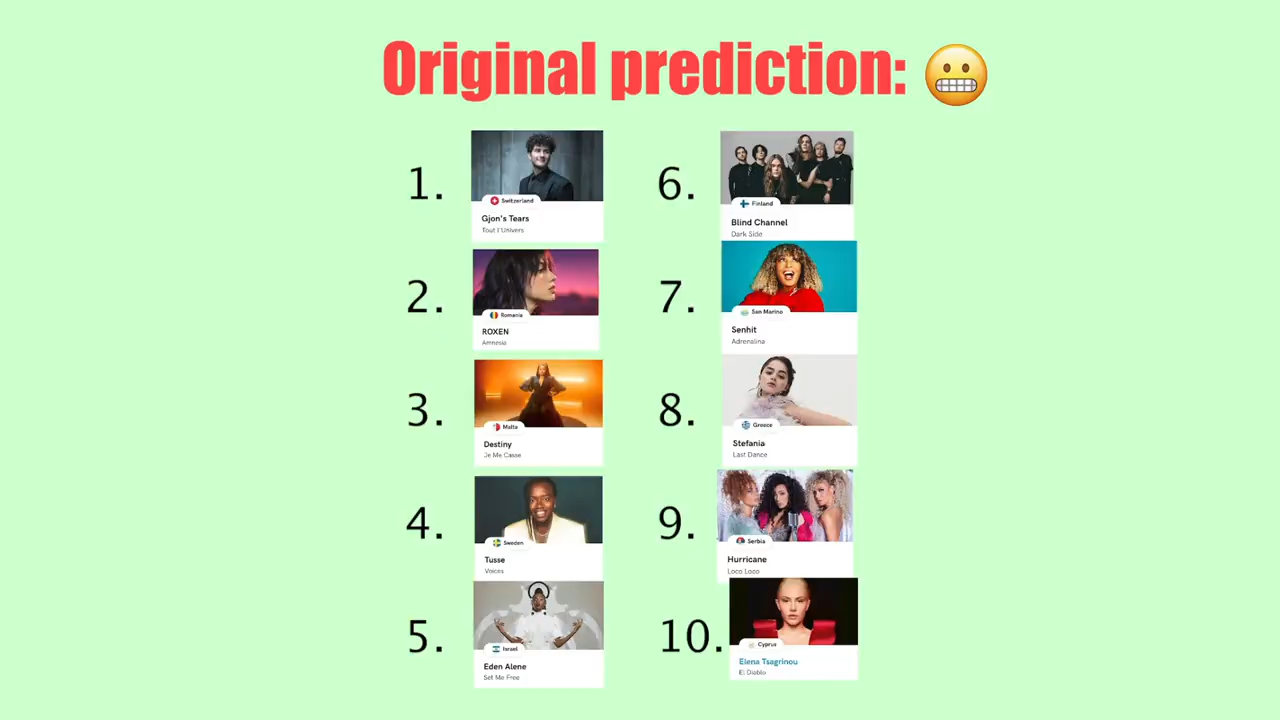 Original prediction: 😬
1.
Switzerland
Gjon's Tears
Tout l'Univers
2.
Romania
ROXEN
Amnesia
3.
Malta
Destiny
Je Me Casse
4.
Sweden
Tusse
Voices
5.
Israel
Eden Alene
Set Me Free
6.
Finland
Blind Channel
Dark Side
7.
San Marino
Senhit
Adrenalina
8.
Greece
Stefania
Last Dance
9.
Serbia
Hurricane
Loco Loco
10.
Cyprus
Elena Tsagrinou
El Diablo